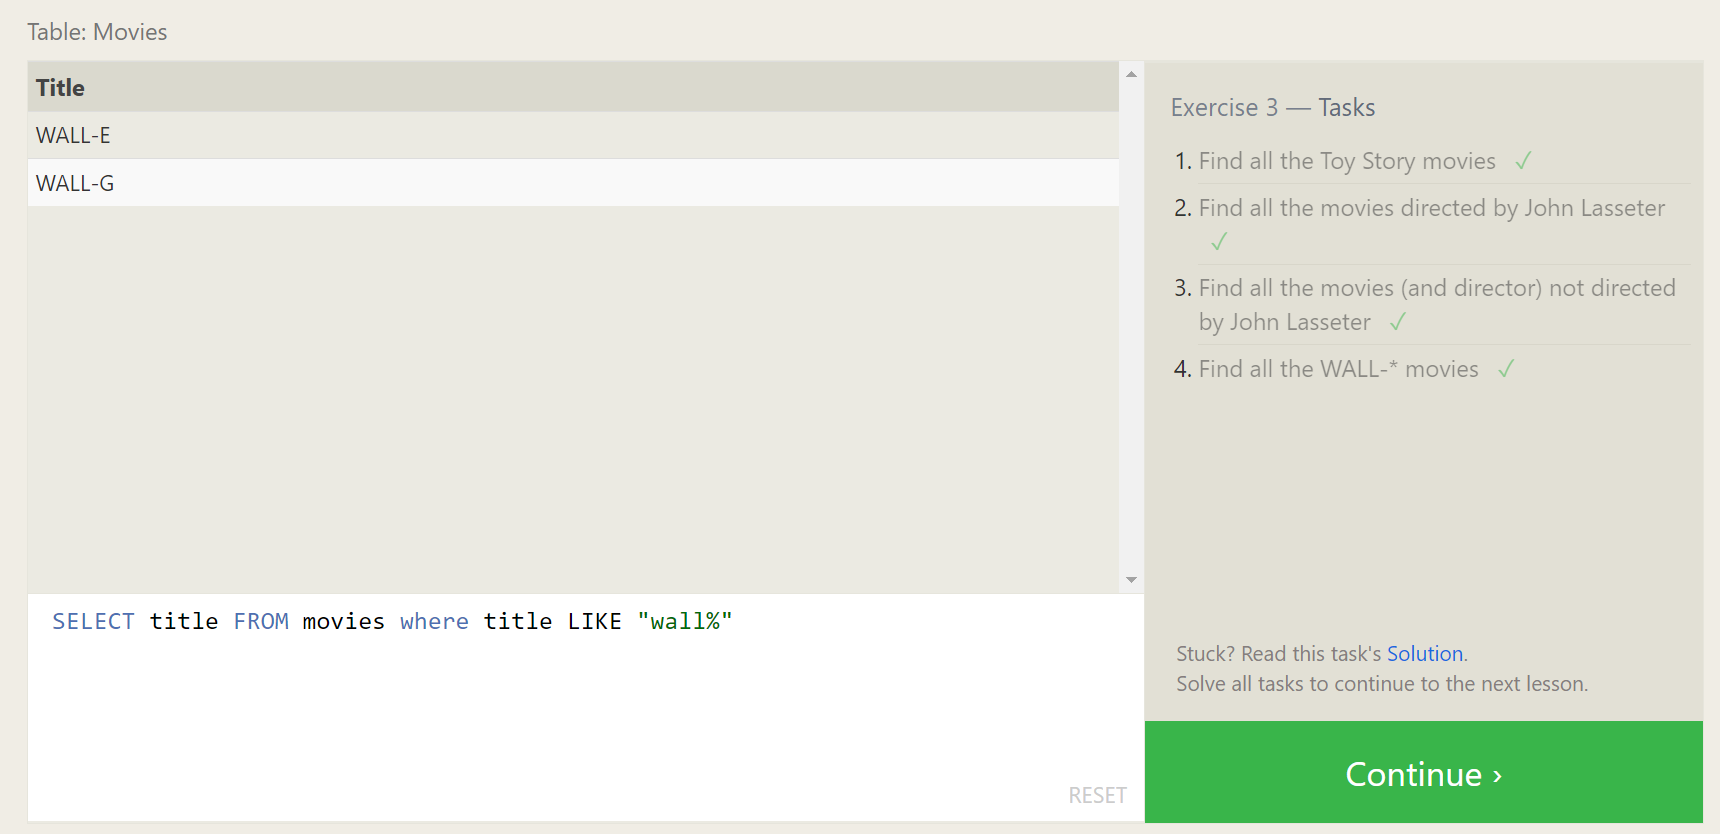 Table: Movies
Title
WALL-E
WALL-G
SELECT title FROM movies where title LIKE "wall%"
RESET
Exercise 3 — Tasks
1. Find all the Toy Story movies ✓
2. Find all the movies directed by John Lasseter
✓
3. Find all the movies (and director) not directed
by John Lasseter ✓
4. Find all the WALL-* movies ✓
Stuck? Read this task's Solution.
Solve all tasks to continue to the next lesson.
Continue ›